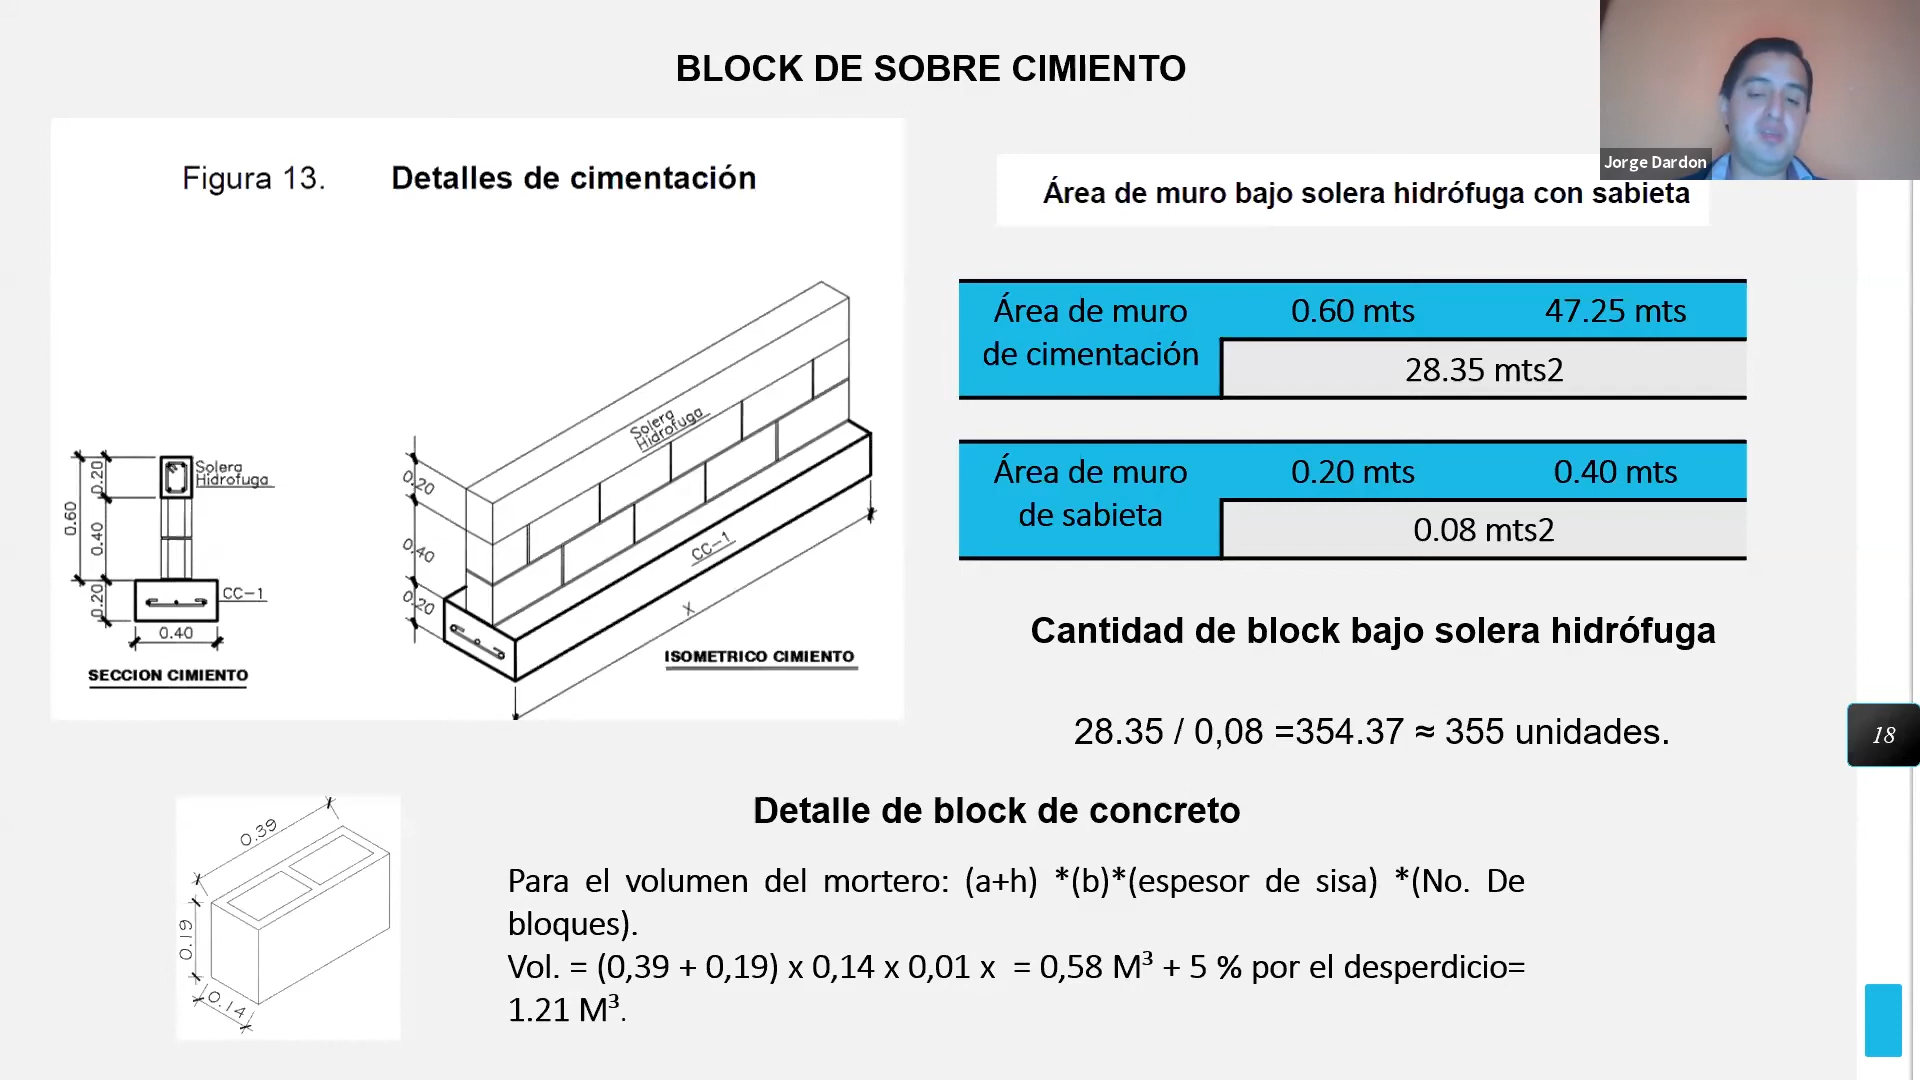 BLOCK DE SOBRE CIMIENTO
Jorge Dardon
Figura 13. Detalles de cimentación
Área de muro bajo solera hidrófuga con sabieta
Área de muro de cimentación
0.60 mts 47.25 mts
28.35 mts2
Área de muro de sabieta
0.20 mts 0.40 mts
0.08 mts2
0.20
0.60
0.40
0.20
0.40
Solera
Hidrofuga
CC-1
SECCION CIMIENTO
0.20
0.40
0.20
Solera
Hidrofuga
CC-1
X
ISOMETRICO CIMIENTO
Cantidad de block bajo solera hidrófuga
28.35 / 0,08 =354.37 ≈ 355 unidades.
18
Detalle de block de concreto
0.39
0.19
0.14
Para el volumen del mortero: (a+h) *(b)*(espesor de sisa) *(No. De
bloques).
Vol. = (0,39 + 0,19) x 0,14 x 0,01 x = 0,58 M³ + 5 % por el desperdicio=
1.21 M³.